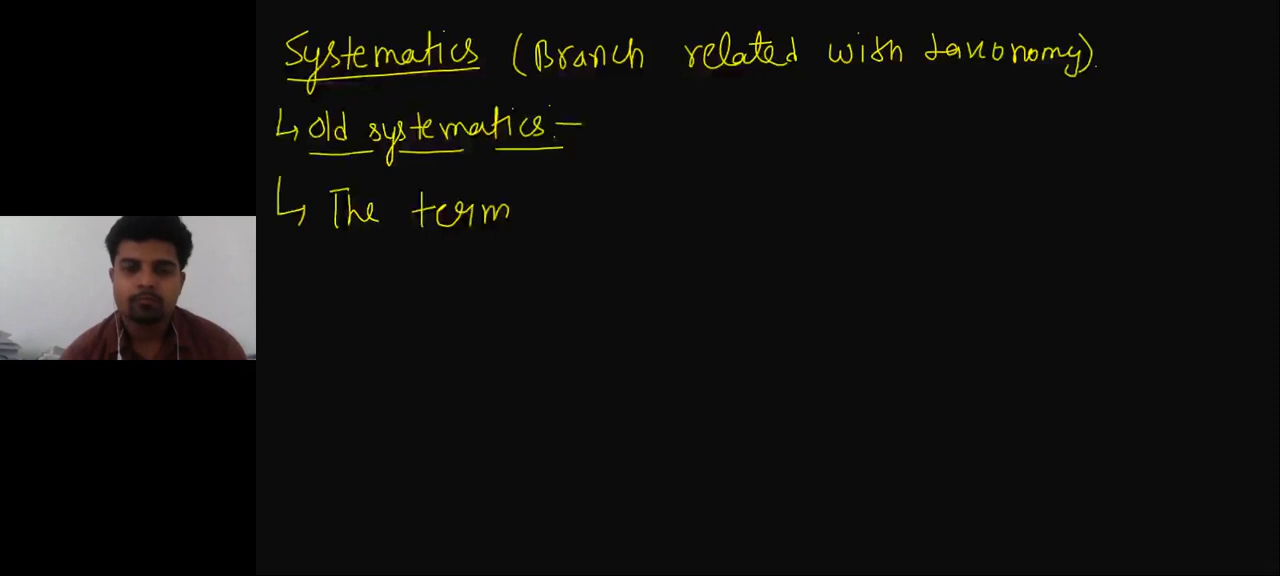 Systematics (Branch related with taxonomy).
↳ Old systematics:-
↳ The term